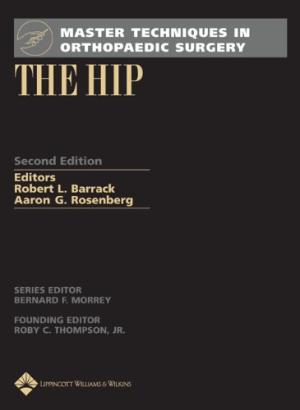 MASTER TECHNIQUES IN
ORTHOPAEDIC SURGERY
THE HIP
Second Edition
Editors
Robert L. Barrack
Aaron G. Rosenberg
SERIES EDITOR
BERNARD F. MORREY
FOUNDING EDITOR
ROBY C. THOMPSON, JR.
LIPPINCOTT WILLIAMS & WILKINS